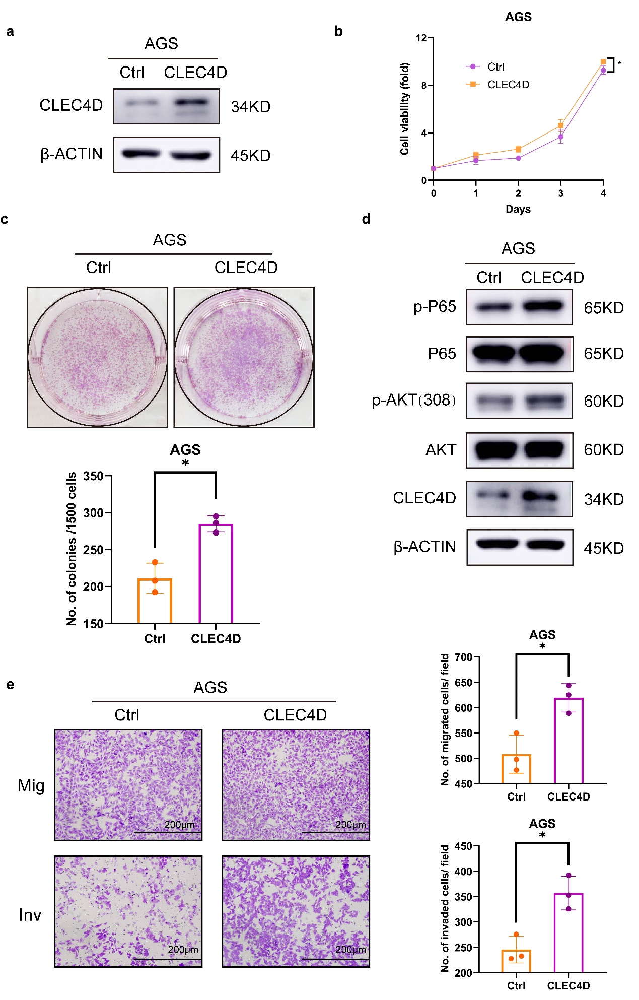 a
AGS
Ctrl CLEC4D
CLEC4D 34KD
β-ACTIN 45KD
b
AGS
Cell viability (fold)
12
8
4
0
Ctrl
CLEC4D
*
0 1 2 3 4
Days
c
AGS
Ctrl CLEC4D
AGS
*
No. of colonies /1500 cells
350
300
250
200
150
Ctrl CLEC4D
d
AGS
Ctrl CLEC4D
p-P65 65KD
P65 65KD
p-AKT(308) 60KD
AKT 60KD
CLEC4D 34KD
β-ACTIN 45KD
e
AGS
Ctrl CLEC4D
Mig
200μm 200μm
Inv
200μm 200μm
AGS
*
No. of migrated cells/ field
700
650
600
550
500
450
Ctrl CLEC4D
AGS
*
No. of invaded cells/ field
450
400
350
300
250
200
Ctrl CLEC4D